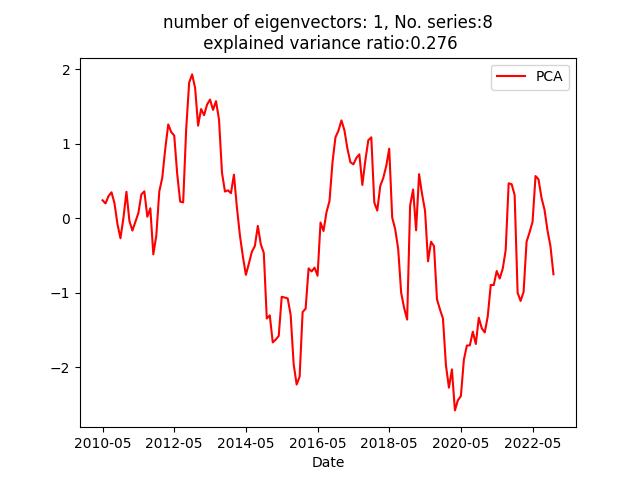 number of eigenvectors: 1, No. series:8
explained variance ratio:0.276
PCA
2
1
0
−1
−2
2010-05 2012-05 2014-05 2016-05 2018-05 2020-05 2022-05
Date